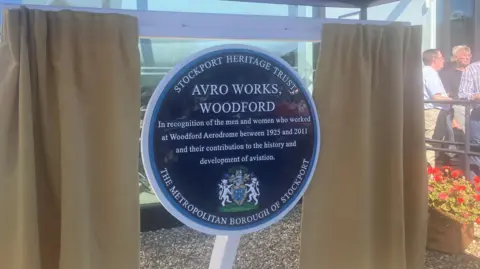 STOCKPORT HERITAGE TRUST
AVRO WORKS,
WOODFORD
In recognition of the men and women who worked
at Woodford Aerodrome between 1925 and 2011
and their contribution to the history and
development of aviation.
THE METROPOLITAN BOROUGH OF STOCKPORT